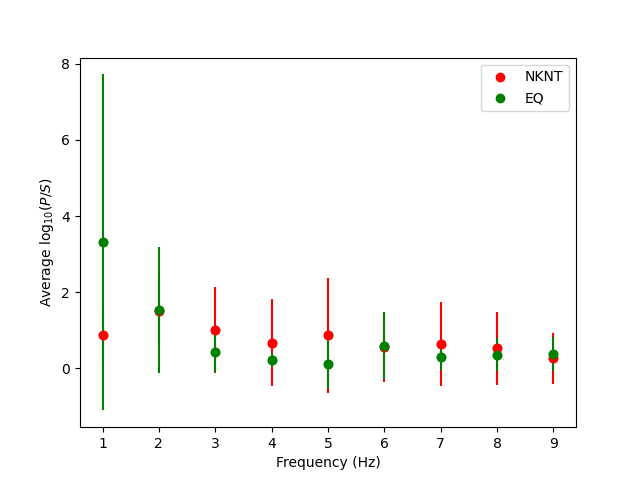 8
6
4
2
0
Average log₁₀(P/S)
NKNT
EQ
1 2 3 4 5 6 7 8 9
Frequency (Hz)